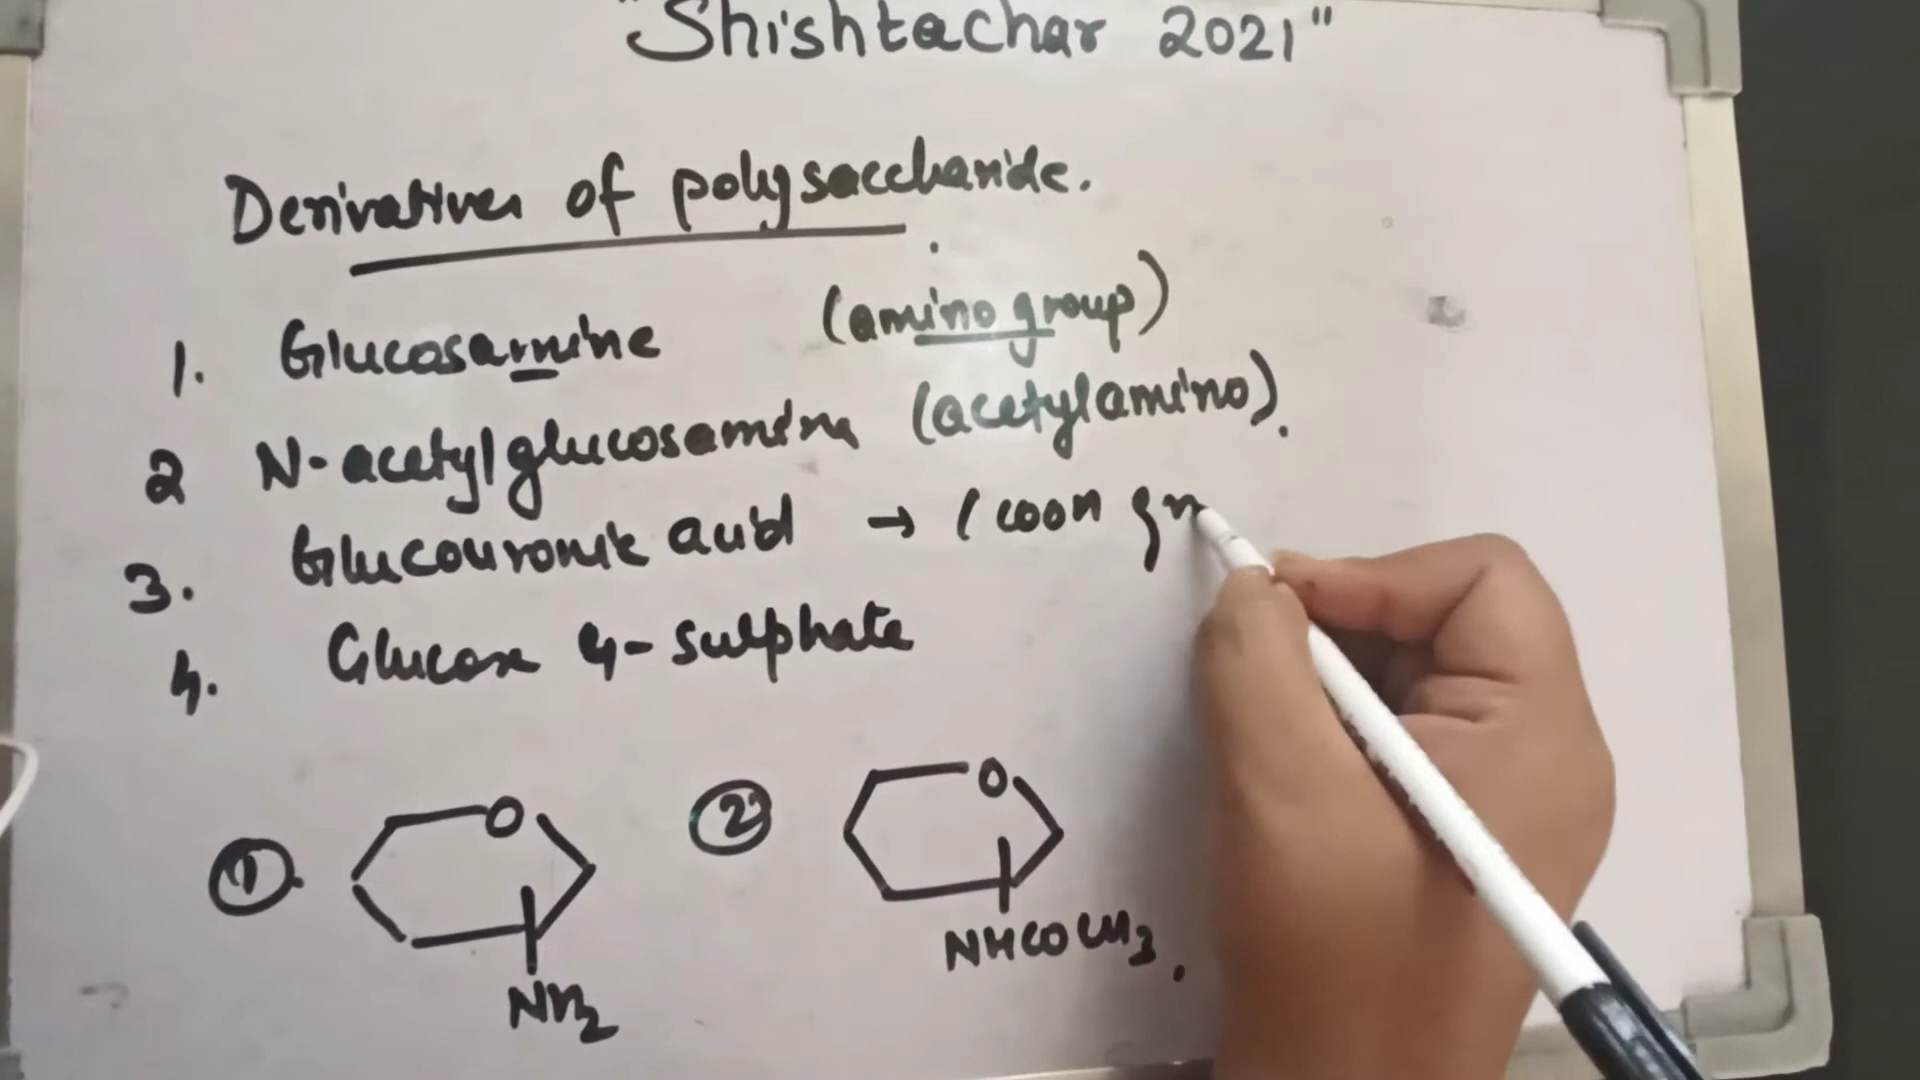 "Shishtachar 2021"
Derivatives of polysaccharide.
1. Glucosamine (amino group)
2 N-acetylglucosamine (acetylamino).
3. Glucouronic acid → ( COOH gr
4. Glucose 4-sulphate
① O NH2
② O NHCOCH3.